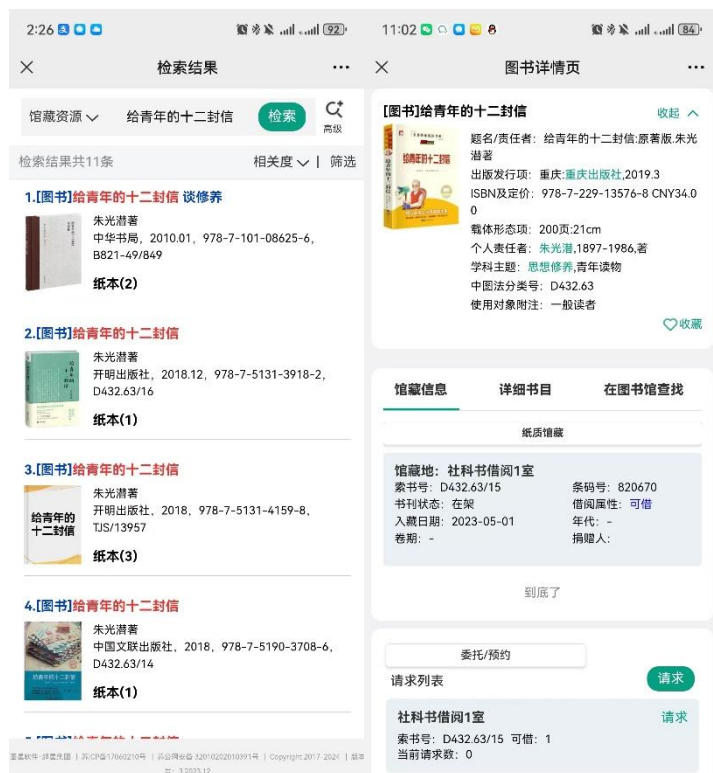 2:26
92
检索结果
馆藏资源
给青年的十二封信
检索
高级
检索结果共11条
相关度
筛选
1.[图书]给青年的十二封信 谈修养
朱光潜著
中华书局, 2010.01, 978-7-101-08625-6,
B821-49/849
纸本(2)
2.[图书]给青年的十二封信
朱光潜著
开明出版社, 2018.12, 978-7-5131-3918-2,
D432.63/16
纸本(1)
3.[图书]给青年的十二封信
给青年的
十二封信
朱光潜著
开明出版社, 2018, 978-7-5131-4159-8,
TJS/13957
纸本(3)
4.[图书]给青年的十二封信
朱光潜著
中国文联出版社, 2018, 978-7-5190-3708-6,
D432.63/14
纸本(1)
11:02
84
图书详情页
[图书]给青年的十二封信
收起
给青年的十二封信
题名/责任者: 给青年的十二封信:原著版.朱光
潜著
出版发行项: 重庆:重庆出版社,2019.3
ISBN及定价: 978-7-229-13576-8 CNY34.0
0
载体形态项: 200页:21cm
个人责任者: 朱光潜,1897-1986,著
学科主题: 思想修养,青年读物
中图法分类号: D432.63
使用对象附注: 一般读者
收藏
馆藏信息
详细书目
在图书馆查找
纸质馆藏
馆藏地: 社科书借阅1室
索书号: D432.63/15
条码号: 820670
书刊状态: 在架
借阅属性: 可借
入藏日期: 2023-05-01
年代: -
卷期: -
捐赠人:
到底了
委托/预约
请求列表
请求
社科书借阅1室
请求
索书号: D432.63/15 可借: 1
当前请求数: 0